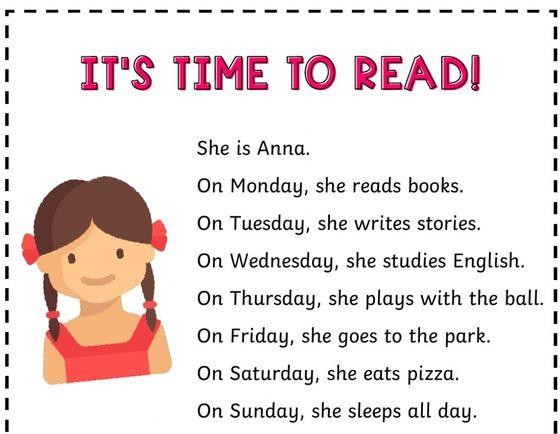 IT'S TIME TO READ!
She is Anna.
On Monday, she reads books.
On Tuesday, she writes stories.
On Wednesday, she studies English.
On Thursday, she plays with the ball.
On Friday, she goes to the park.
On Saturday, she eats pizza.
On Sunday, she sleeps all day.